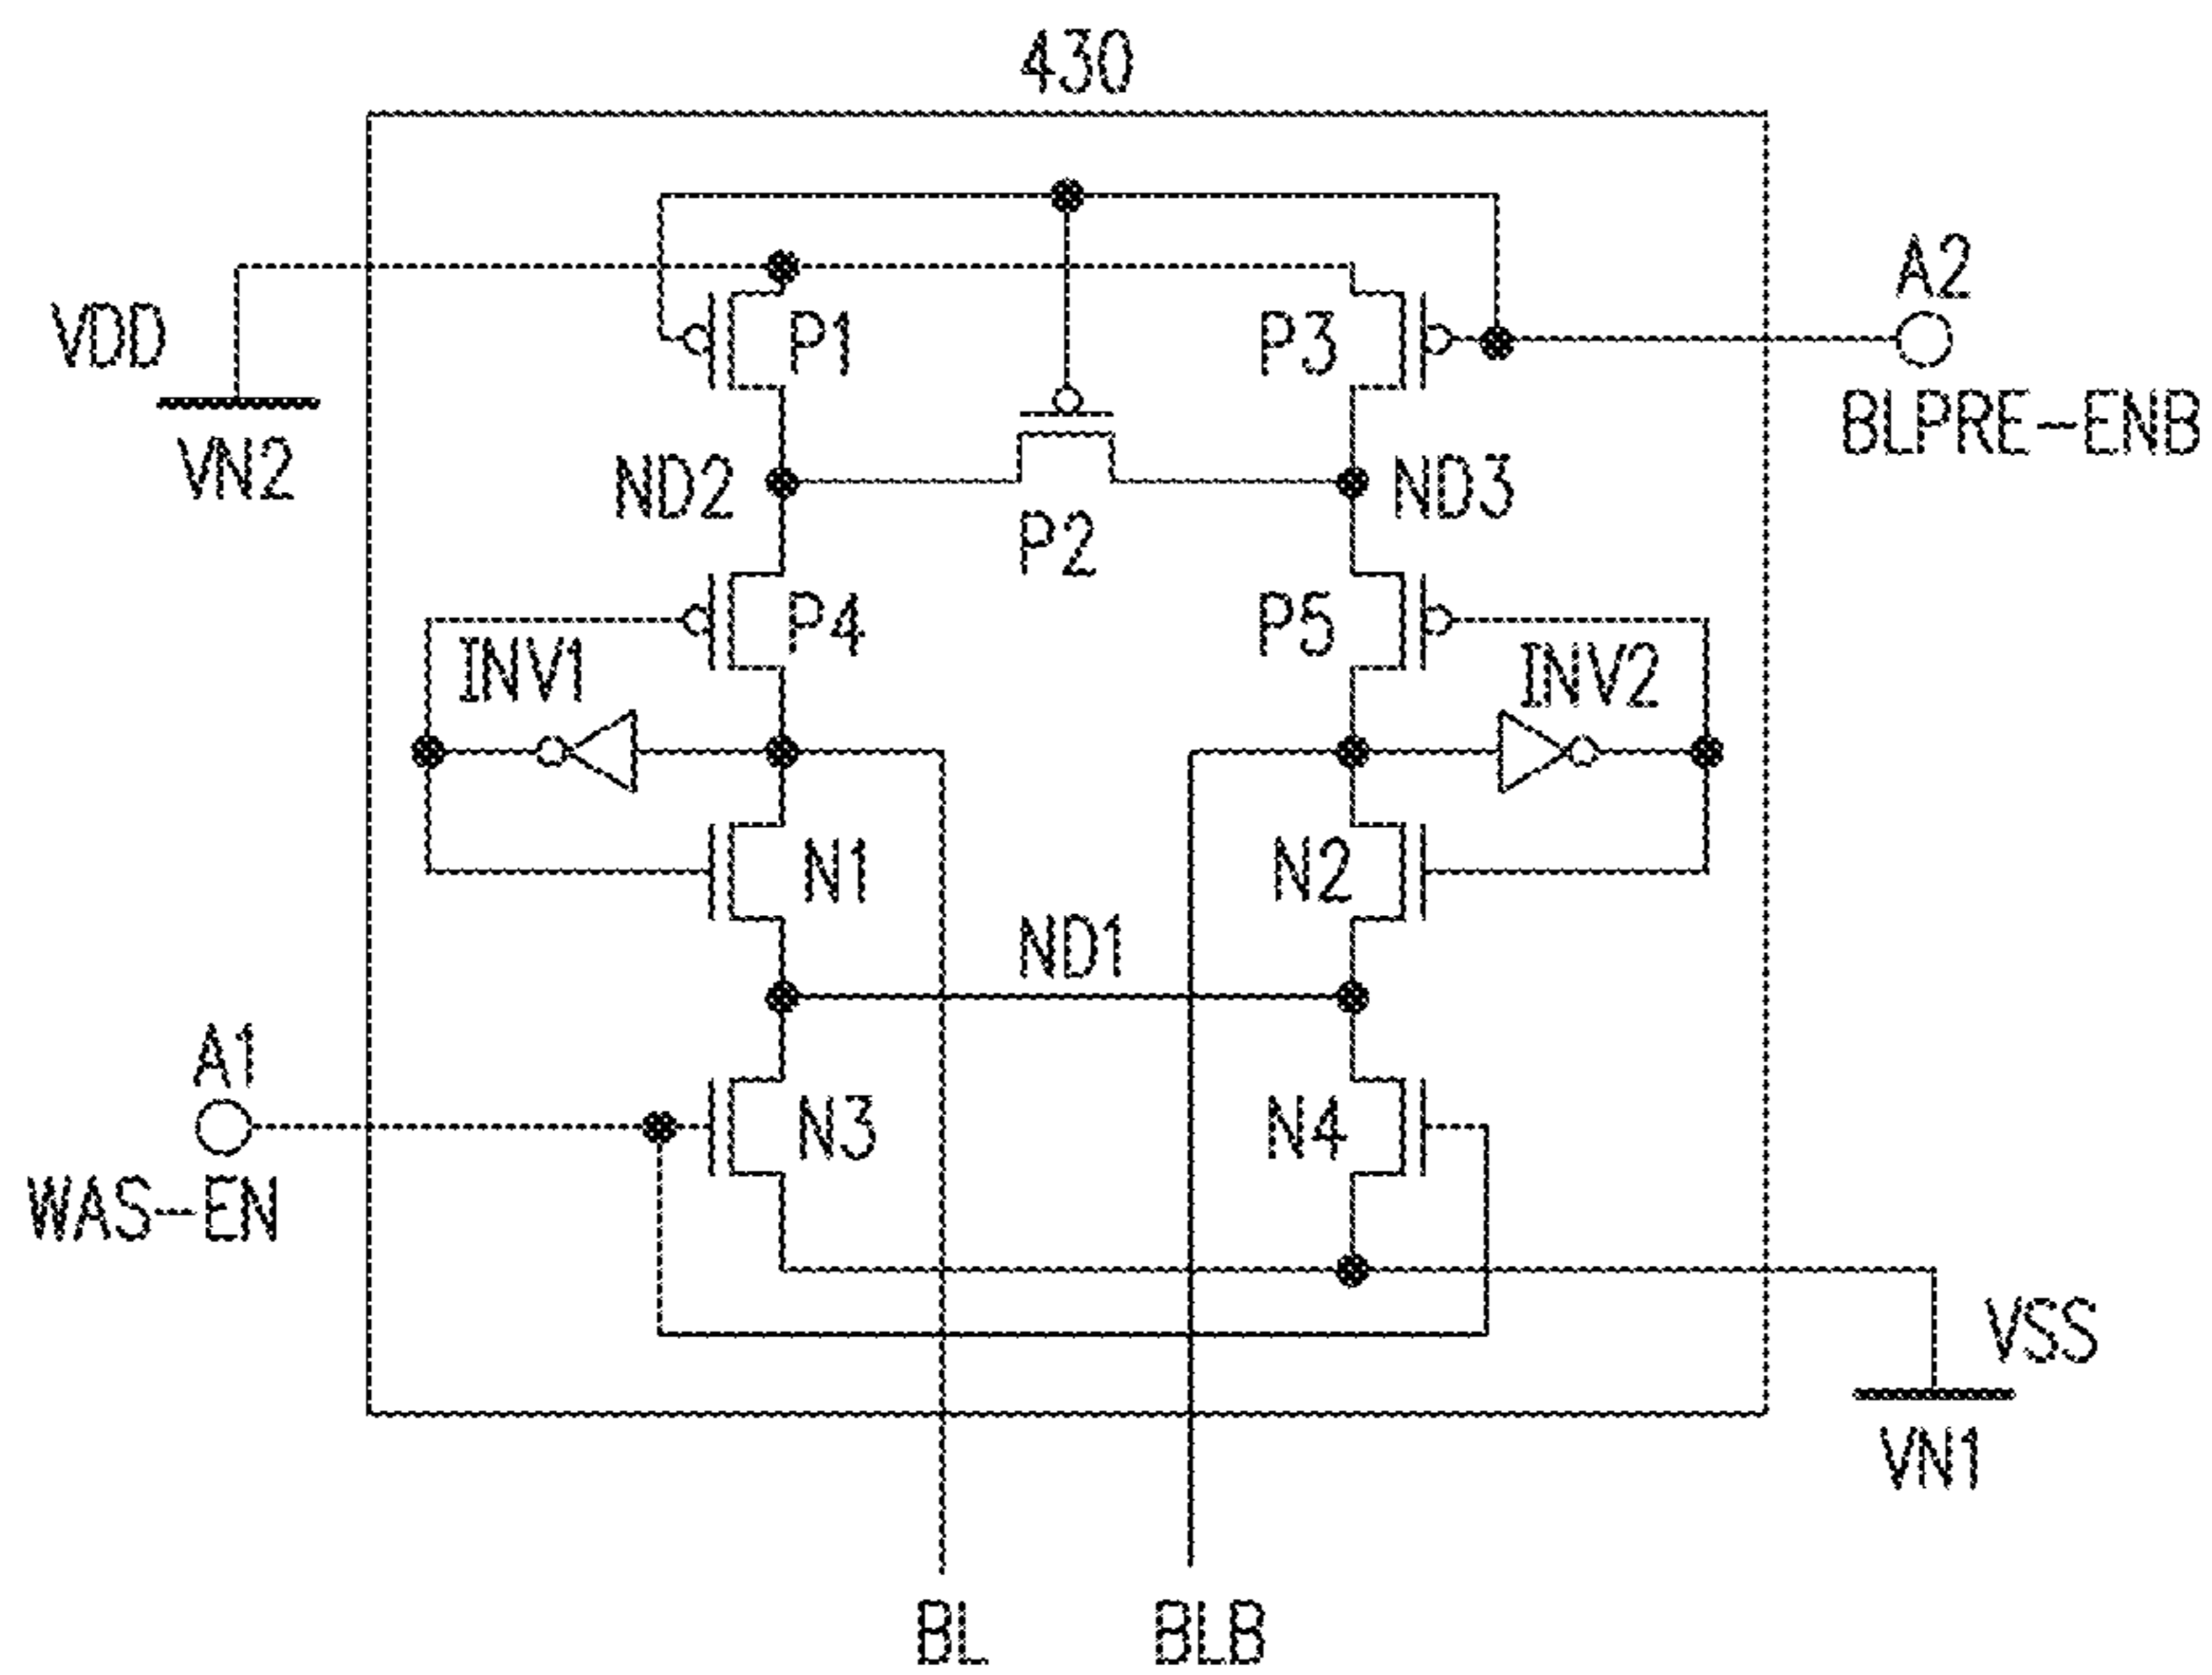 430
A2
VDD
P1
P3
BLPRE-ENB
VN2
ND2
ND3
P2
P4
P5
INV1
INV2
N1
N2
ND1
A1
N3
N4
WAS-EN
VSS
VN1
BL
BLB